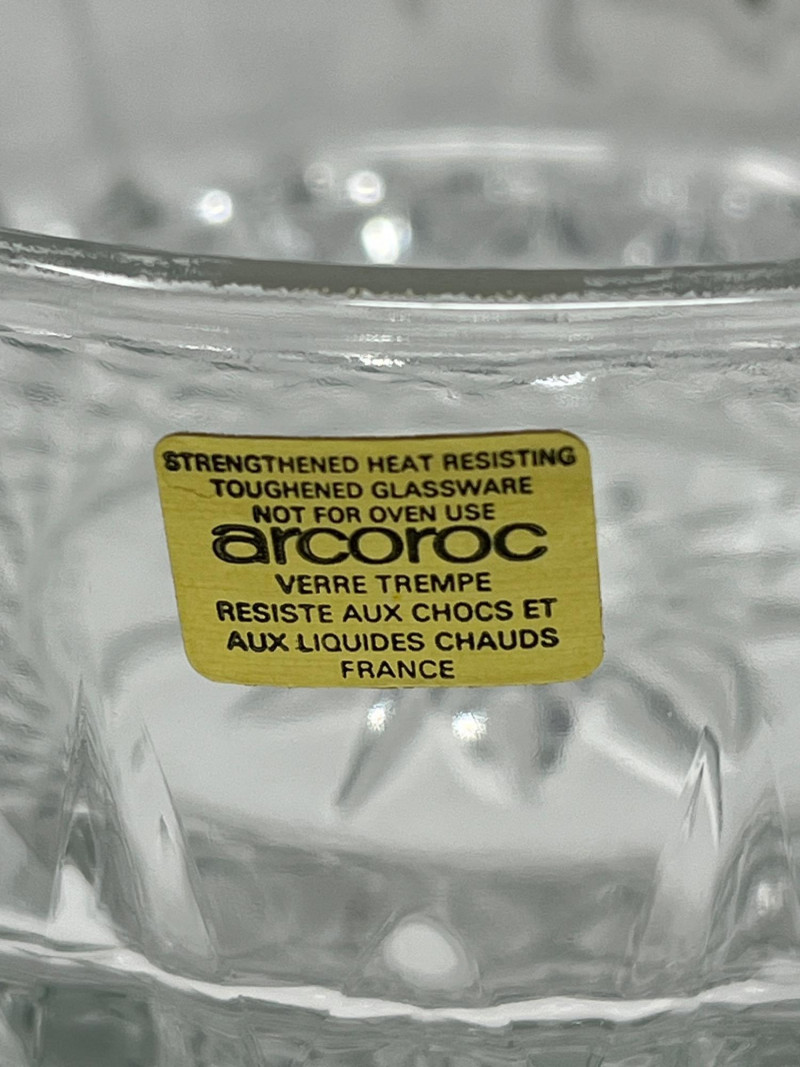 STRENGTHENED HEAT RESISTING
TOUGHENED GLASSWARE
NOT FOR OVEN USE
arcoroc
VERRE TREMPE
RESISTE AUX CHOCS ET
AUX LIQUIDES CHAUDS
FRANCE